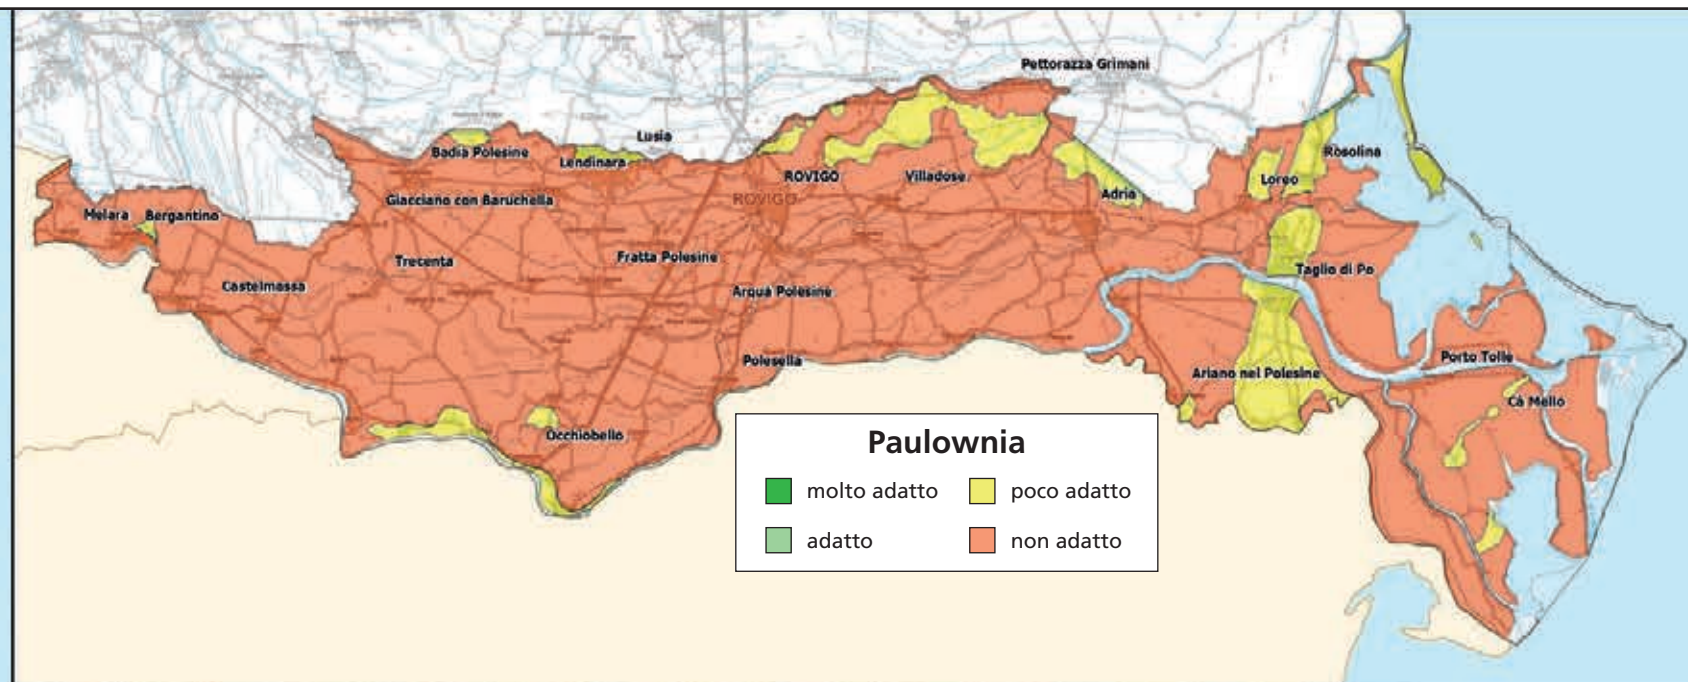 Pettorazza Grimani
Lusia
Badia Polesine
Lendinara
Rosolina
ROVIGO
Villadose
Loreo
Adria
Giacciano con Baruchella
ROVIGO
Melara
Bergantino
Trecenta
Fratta Polesine
Taglio di Po
Castelmassa
Arquà Polesine
Polesella
Porto Tolle
Ariano nel Polesine
Cà Mello
Occhiobello
Paulownia
molto adatto
poco adatto
adatto
non adatto